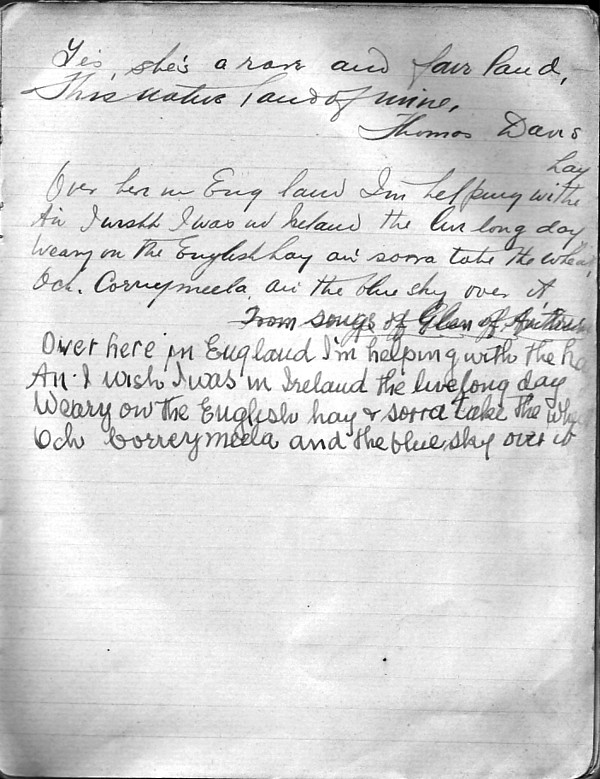 Yes, she's a rare and fair land,
This native land of mine.
Thomas Davis
hay
Over here in England I'm helping wi the
An I wishh I was in Ireland the live long day
Weary on the English hay an sorra take the wheat
Och. Corrymeela an the blue sky over it
From songs of Glen of Antrim
Over here in England I'm helping with the ha
An I wish I was in Ireland the livelong day
Weary on the English hay & sorra take the whe
Och Correymeela and the blue sky over it